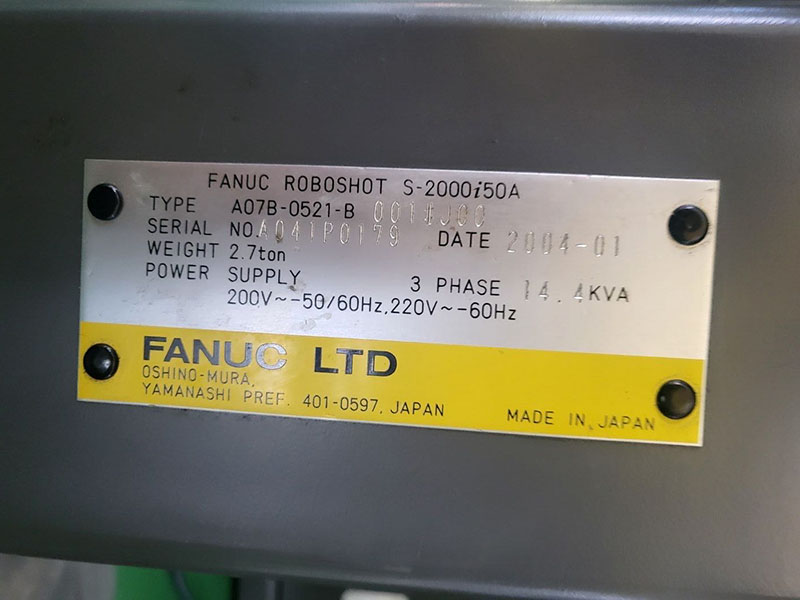 FANUC ROBOSHOT S-2000i50A
TYPE A07B-0521-B
SERIAL NO. A041P0179 DATE 2004-01
WEIGHT 2.7ton
POWER SUPPLY 3 PHASE 14.4KVA
200V~-50/60Hz,220V~-60Hz
FANUC LTD
OSHINO-MURA,
YAMANASHI PREF. 401-0597, JAPAN
MADE IN JAPAN